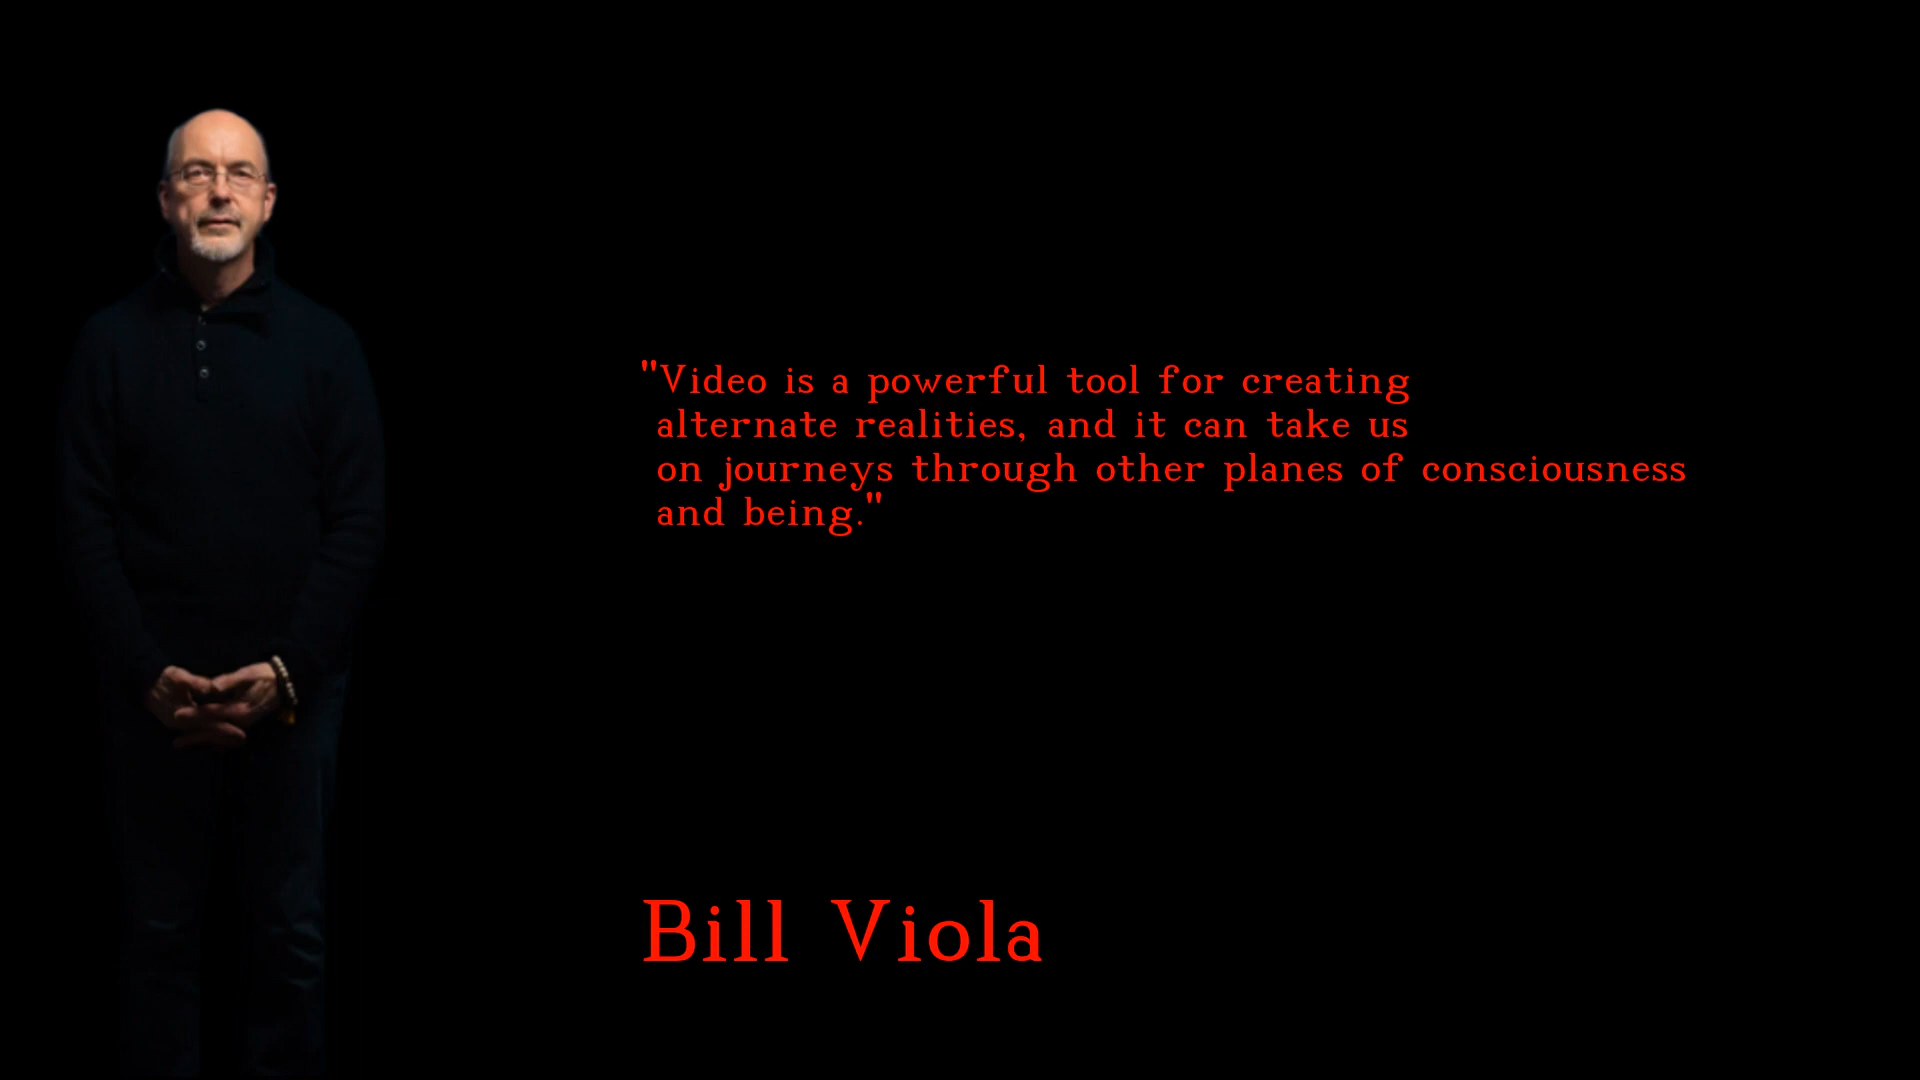 "Video is a powerful tool for creating
alternate realities, and it can take us
on journeys through other planes of consciousness
and being."
Bill Viola